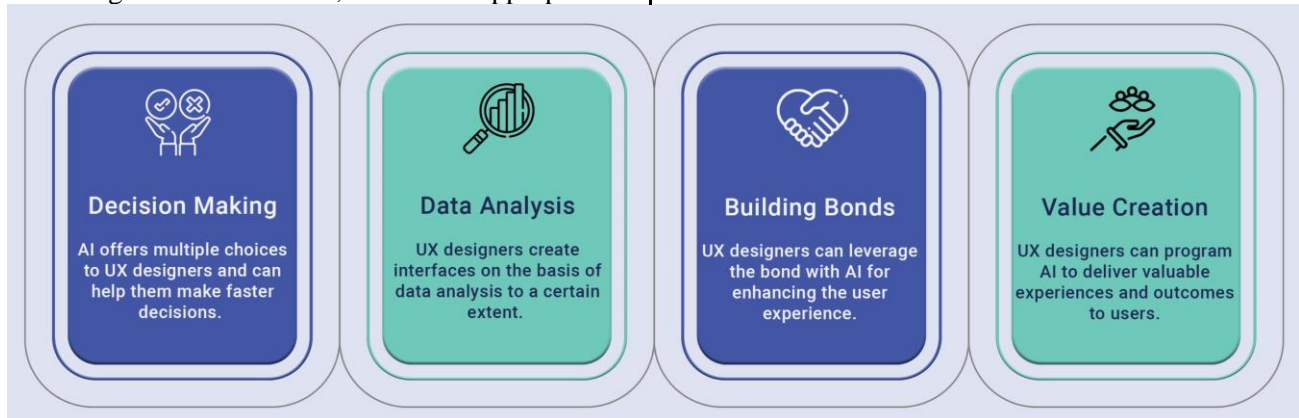 Decision Making
AI offers multiple choices
to UX designers and can
help them make faster
decisions.
Data Analysis
UX designers create
interfaces on the basis of
data analysis to a certain
extent.
Building Bonds
UX designers can leverage
the bond with AI for
enhancing the user
experience.
Value Creation
UX designers can program
AI to deliver valuable
experiences and outcomes
to users.